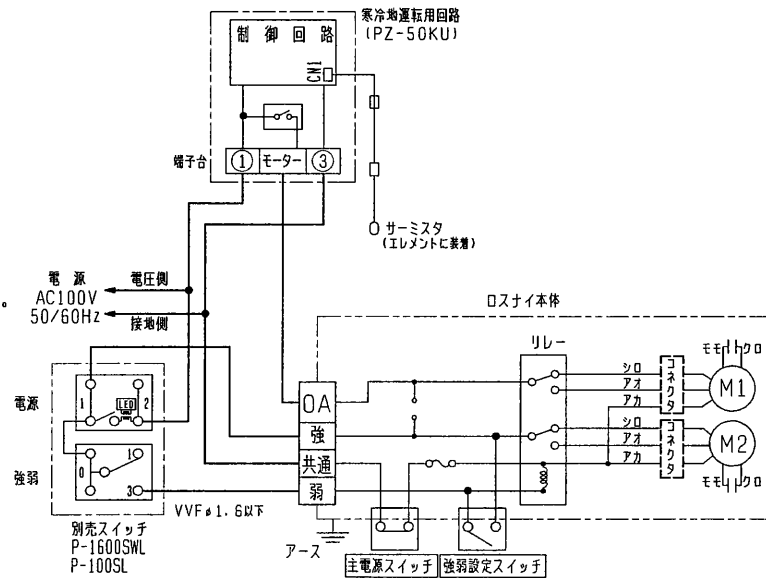 寒冷地運転用回路
(PZ-50KU)
制御回路
CN1
端子台
① モーター ③
サーミスタ
(エレメントに装着)
電源
AC100V
50/60Hz
電圧側
接地側
。
ロスナイ本体
リレー
モモ クロ
シロ
アオ
アカ
コネクタ
M1
シロ
アオ
アカ
コネクタ
M2
モモ クロ
OA
強
共通
弱
電源
1 LED 2
強弱
0 1 3
VVFφ1.6以下
別売スイッチ
P-1600SWL
P-100SL
アース
主電源スイッチ
強弱設定スイッチ